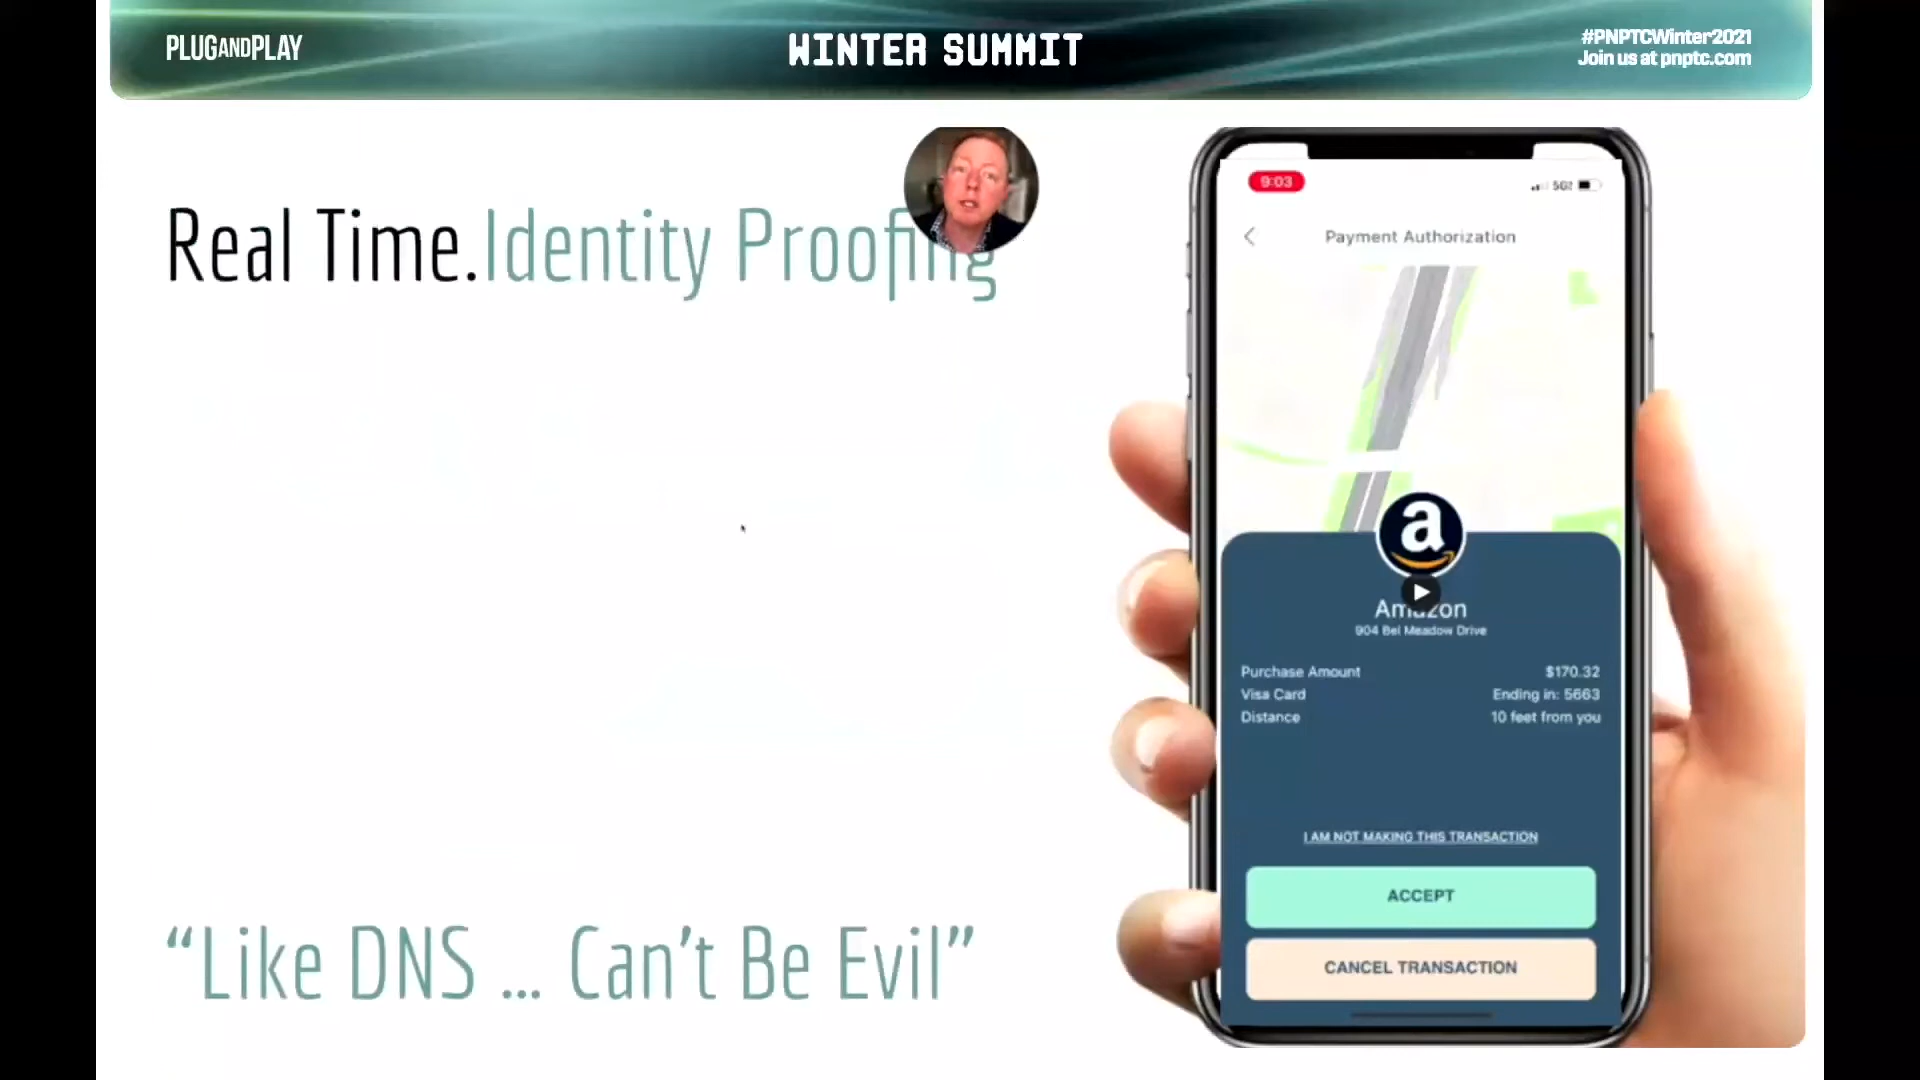 PLUGANDPLAY
WINTER SUMMIT
#PNPTCWinter2021
Join us at pnptc.com
Real Time.Identity Proofing
9:03
Payment Authorization
a
Amazon
904 Bel Meadow Drive
Purchase Amount $170.32
Visa Card Ending in: 5663
Distance 10 feet from you
I AM NOT MAKING THIS TRANSACTION
ACCEPT
CANCEL TRANSACTION
“Like DNS ... Can’t Be Evil”